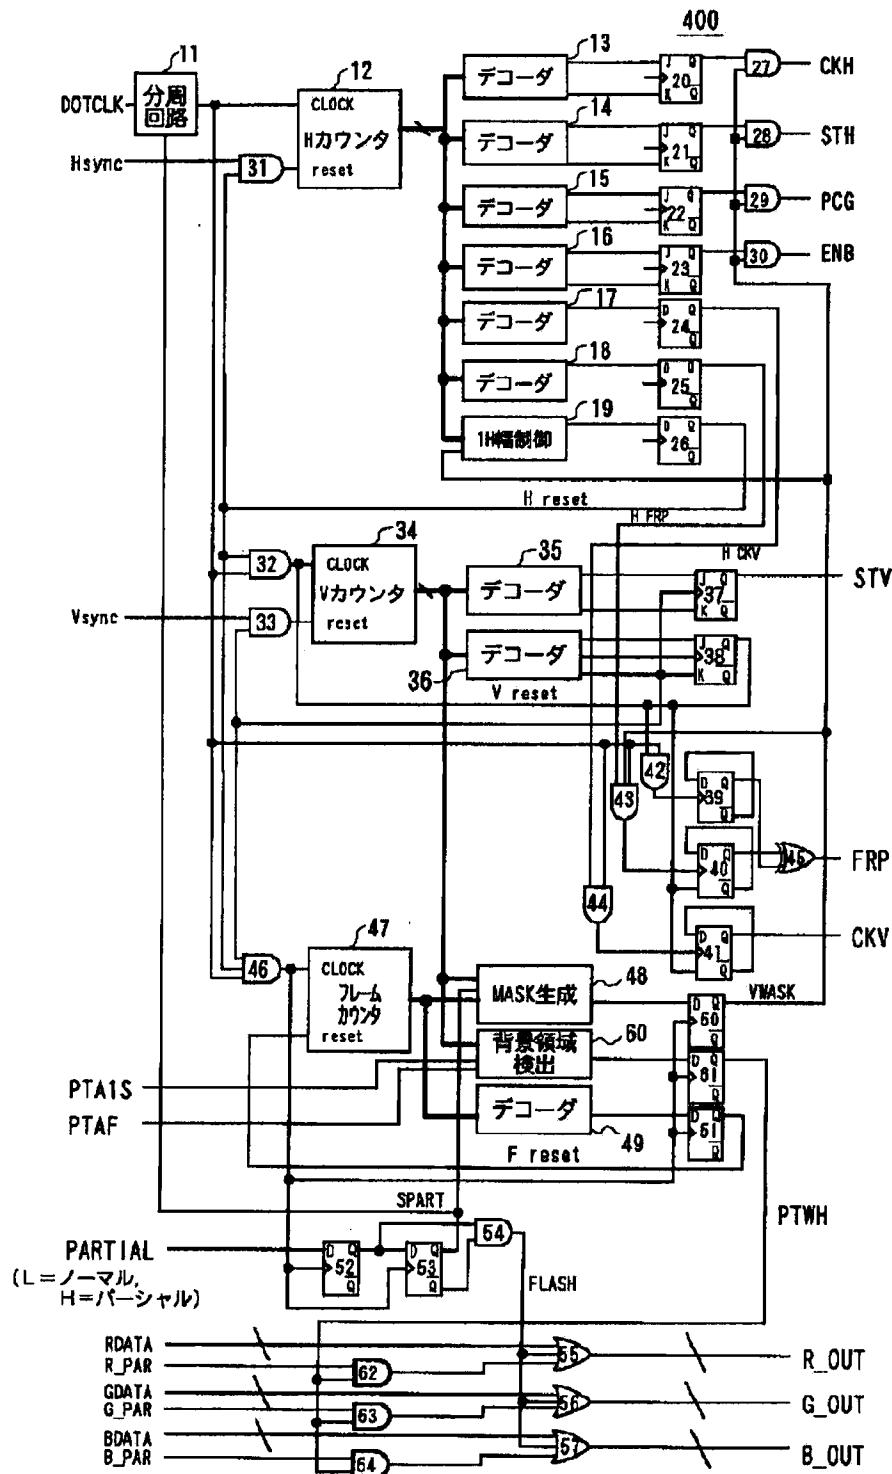 400
11
分周
回路
DOTCLK
12
CLOCK
Hカウンタ
reset
Hsync
31
13
デコーダ
J Q
20
K Q
27
CKH
14
デコーダ
J Q
21
K Q
28
STH
15
デコーダ
J Q
22
K Q
29
PCG
16
デコーダ
J Q
23
K Q
30
ENB
17
デコーダ
D Q
24
Q
18
デコーダ
D Q
25
Q
19
1H幅制御
D Q
26
Q
H reset
H FRP
H CKV
34
32
CLOCK
Vカウンタ
reset
Vsync
33
35
デコーダ
J Q
37
K Q
STV
デコーダ
36
J Q
38
K Q
V reset
42
43
D Q
39
Q
D Q
40
Q
45
FRP
44
D Q
41
Q
CKV
47
46
CLOCK
フレーム
カウンタ
reset
MASK生成
48
VMASK
D Q
50
Q
背景領域
検出
60
D Q
61
Q
PTA1S
PTAF
デコーダ
49
D Q
51
Q
F reset
SPART
PTWH
PARTIAL
(L=ノーマル,
H=パーシャル)
D Q
52
Q
D Q
53
Q
54
FLASH
RDATA
R_PAR
62
55
R_OUT
GDATA
G_PAR
63
56
G_OUT
BDATA
B_PAR
64
57
B_OUT